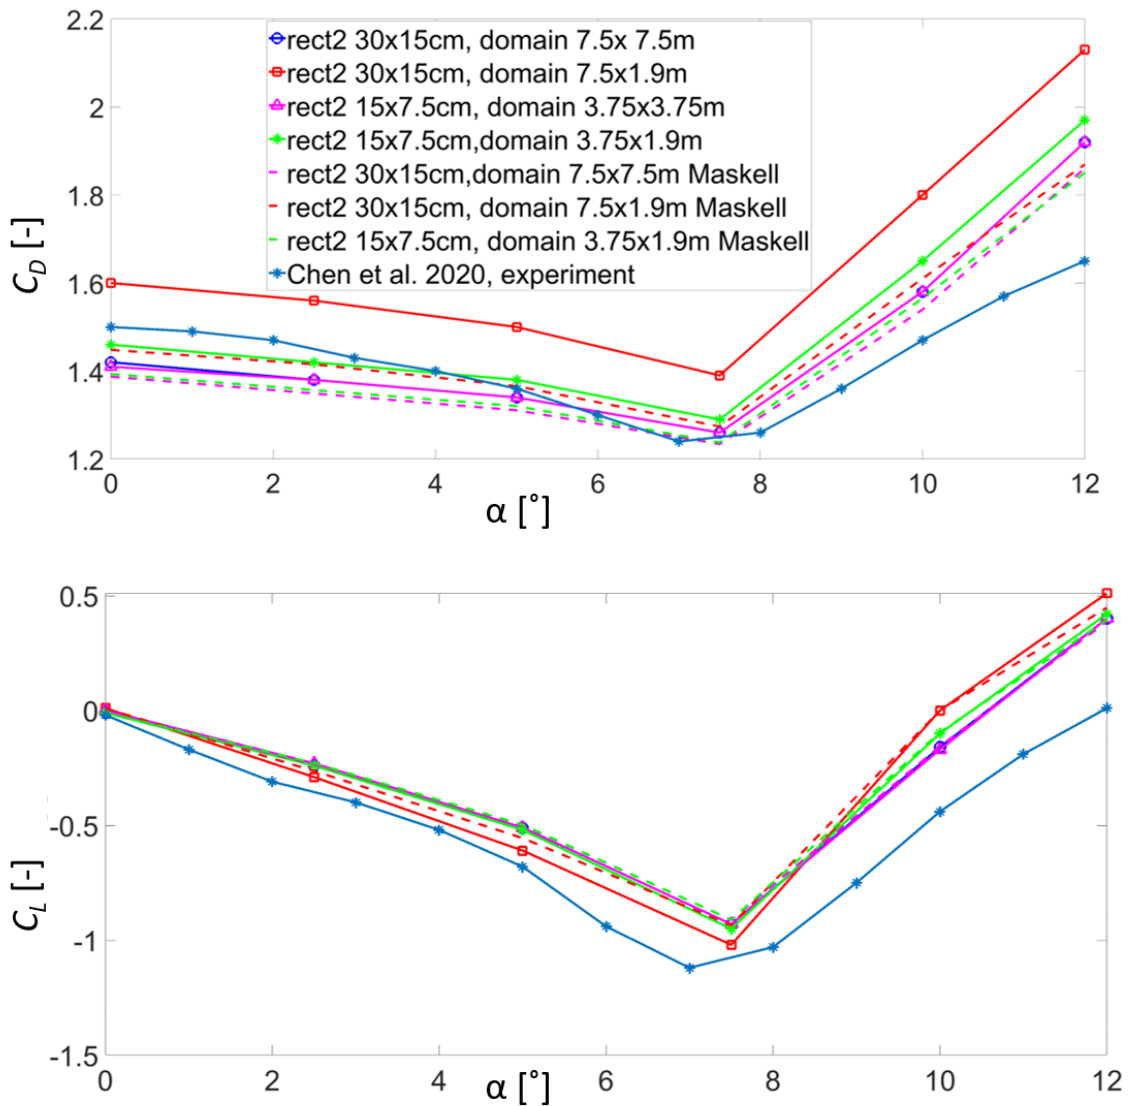 2.2
2
1.8
1.6
1.4
1.2
C_D [-]
rect2 30x15cm, domain 7.5x 7.5m
rect2 30x15cm, domain 7.5x1.9m
rect2 15x7.5cm, domain 3.75x3.75m
rect2 15x7.5cm,domain 3.75x1.9m
rect2 30x15cm,domain 7.5x7.5m Maskell
rect2 30x15cm, domain 7.5x1.9m Maskell
rect2 15x7.5cm, domain 3.75x1.9m Maskell
Chen et al. 2020, experiment
0 2 4 6 8 10 12
α [˚]
0.5
0
-0.5
-1
-1.5
C_L [-]
0 2 4 6 8 10 12
α [˚]